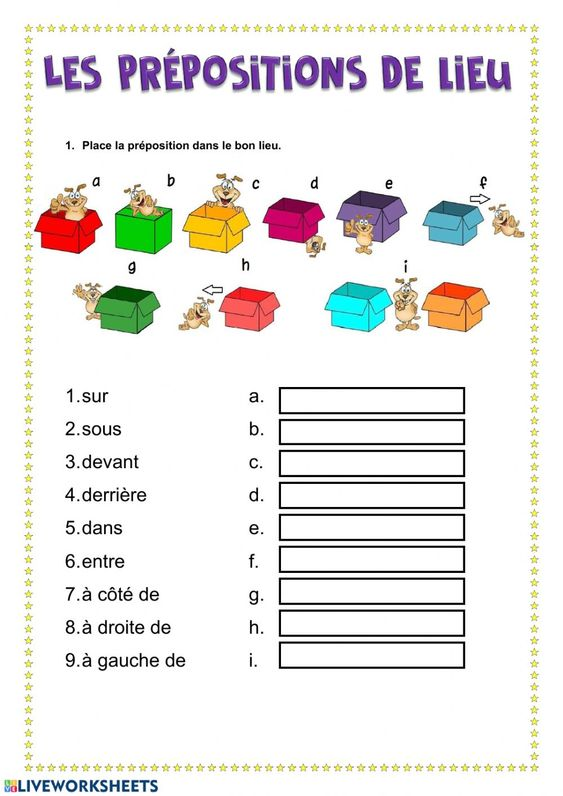 LES PRÉPOSITIONS DE LIEU
1. Place la préposition dans le bon lieu.
a b c d e f
g h i
1.sur a.
2.sous b.
3.devant c.
4.derrière d.
5.dans e.
6.entre f.
7.à côté de g.
8.à droite de h.
9.à gauche de i.
LIVEWORKSHEETS